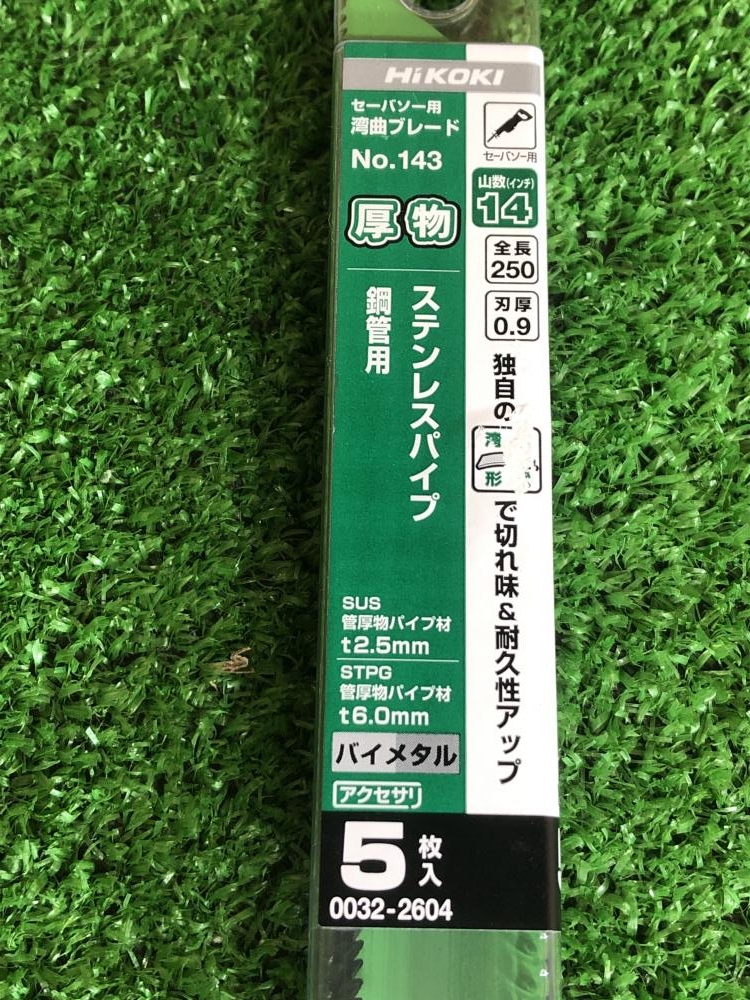 HiKOKI
セーバソー用
湾曲ブレード
No.143
厚物
ステンレスパイプ
鋼管用
SUS
管厚物パイプ材
t2.5mm
STPG
管厚物パイプ材
t6.0mm
バイメタル
アクセサリ
セーバソー用
山数(インチ)
14
全長
250
刃厚
0.9
独自の
湾
形
で切れ味&耐久性アップ
5枚入
0032-2604